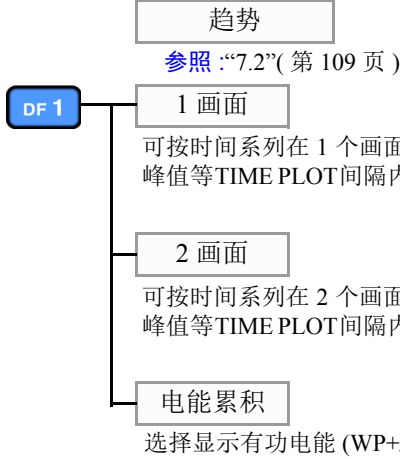 趋势
参照 :“7.2”( 第 109 页 )
DF 1
1 画面
可按时间系列在 1 个画面
峰值等TIME PLOT间隔内
2 画面
可按时间系列在 2 个画面
峰值等TIME PLOT间隔内
电能累积
选择显示有功电能 (WP+